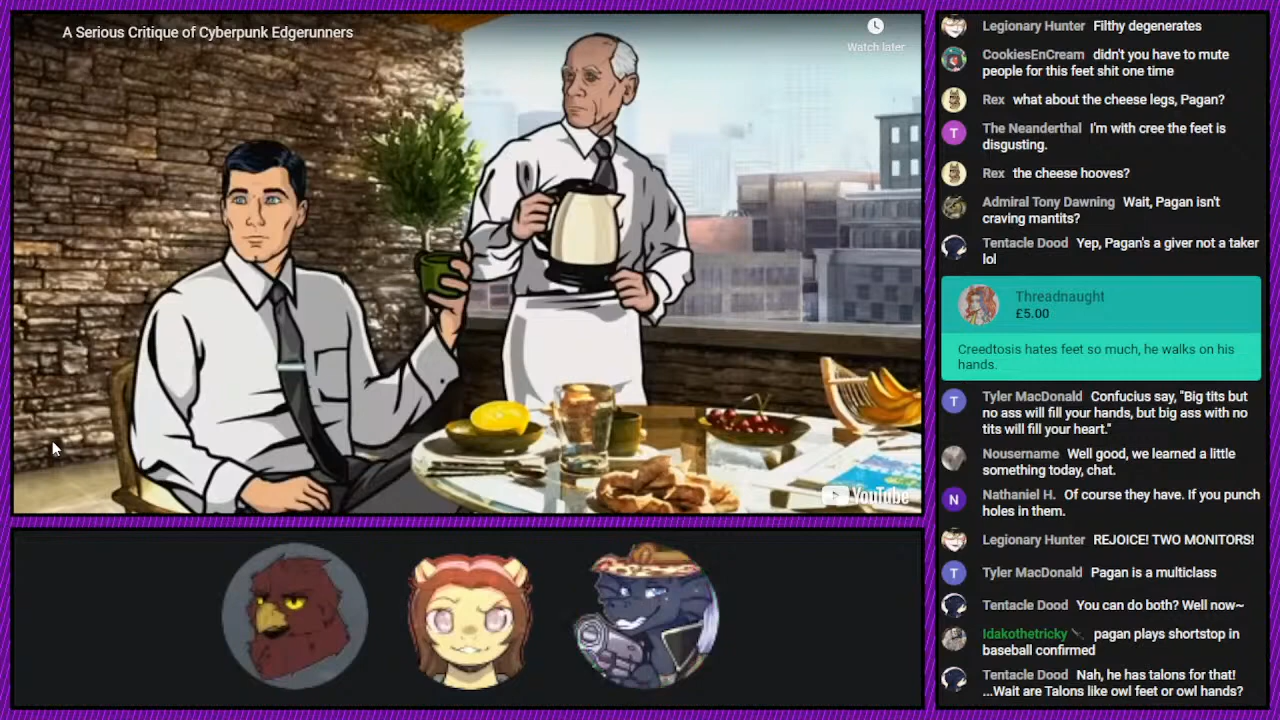 A Serious Critique of Cyberpunk Edgerunners
Watch later
YouTube
Legionary Hunter Filthy degenerates
CookiesEnCream didn't you have to mute
people for this feet shit one time
Rex what about the cheese legs, Pagan?
T
The Neanderthal I'm with cree the feet is
disgusting.
Rex the cheese hooves?
Admiral Tony Dawning Wait, Pagan isn't
craving mantits?
Tentacle Dood Yep, Pagan's a giver not a taker
lol
Threadnaught
£5.00
Creedtosis hates feet so much, he walks on his
hands.
T
Tyler MacDonald Confucius say, "Big tits but
no ass will fill your hands, but big ass with no
tits will fill your heart."
Nousername Well good, we learned a little
something today, chat.
N
Nathaniel H. Of course they have. If you punch
holes in them.
Legionary Hunter REJOICE! TWO MONITORS!
T
Tyler MacDonald Pagan is a multiclass
Tentacle Dood You can do both? Well now~
Idakothetricky pagan plays shortstop in
baseball confirmed
Tentacle Dood Nah, he has talons for that!
...Wait are Talons like owl feet or owl hands?